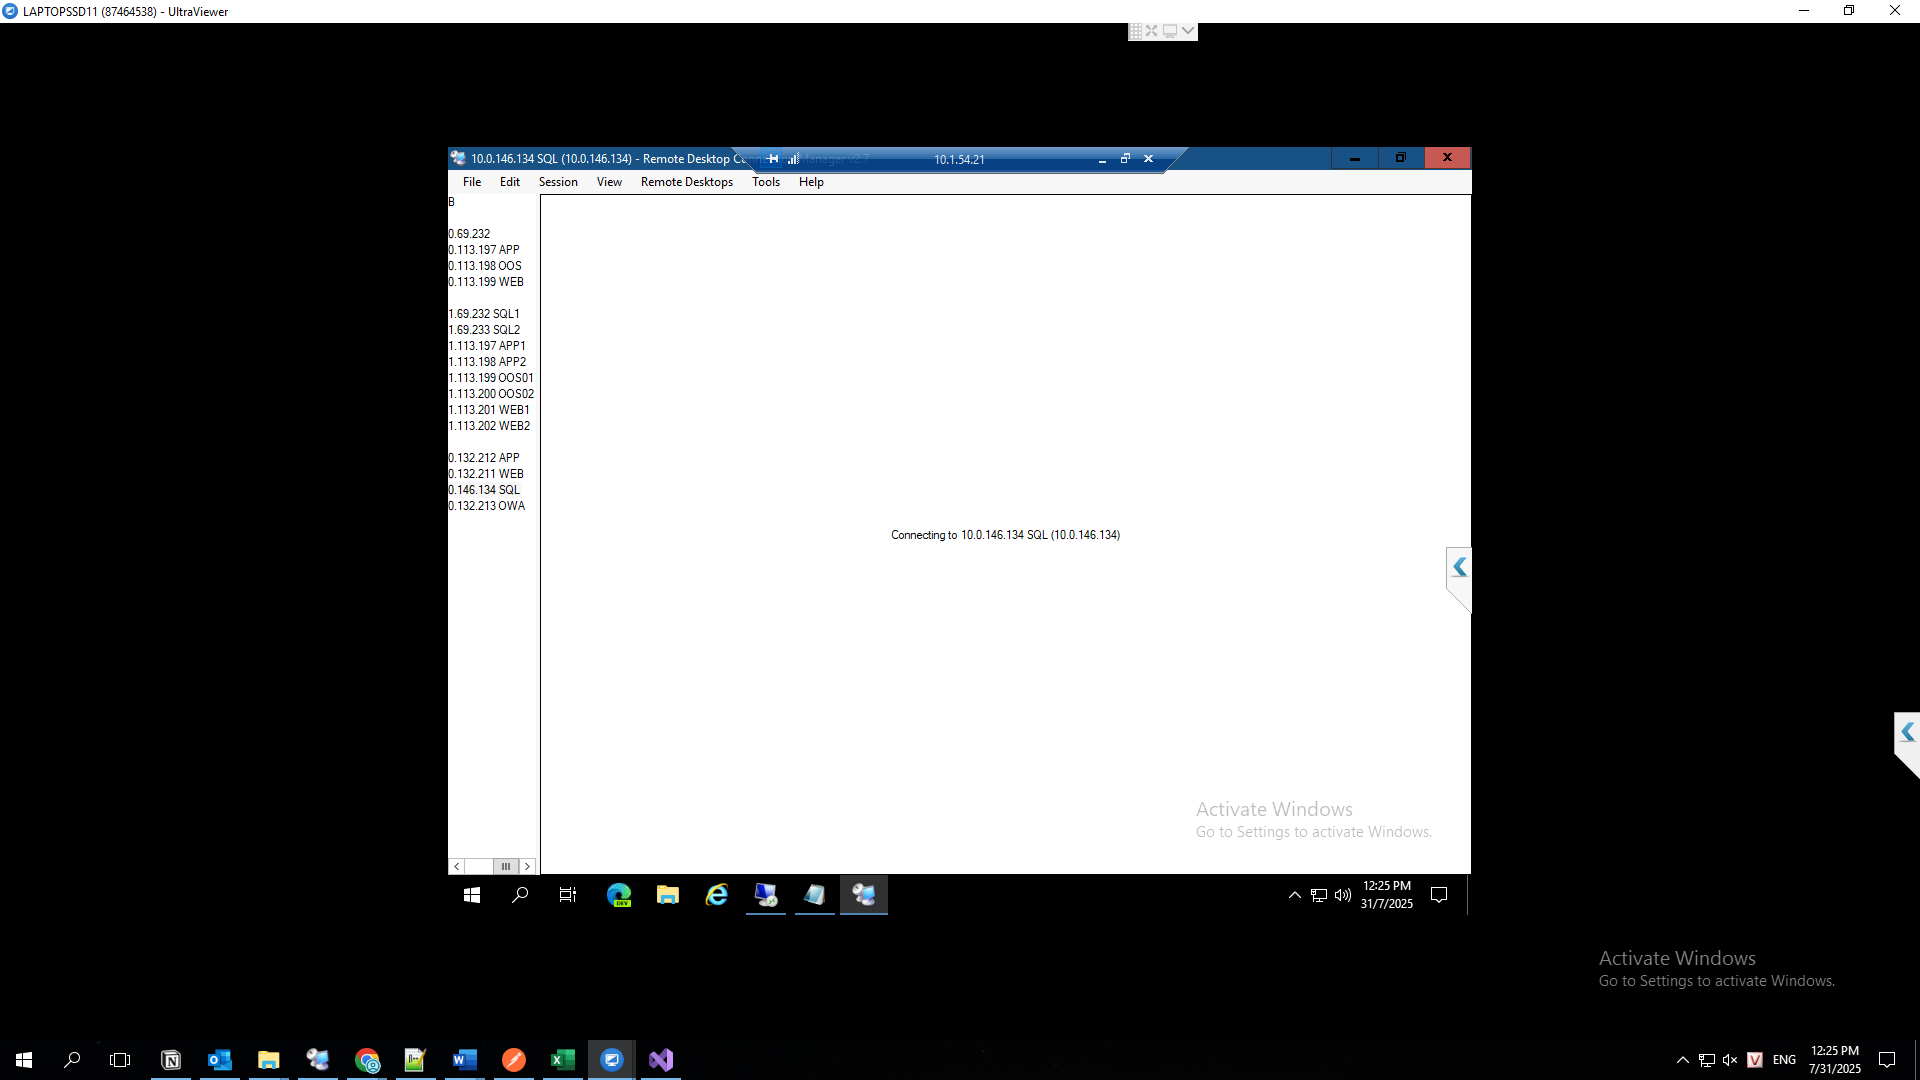 LAPTOPSSD11 (87464538) - UltraViewer
10.0.146.134 SQL (10.0.146.134) - Remote Desktop Connection Manager v2.7
10.1.54.21
File Edit Session View Remote Desktops Tools Help
B
0.69.232
0.113.197 APP
0.113.198 OOS
0.113.199 WEB
1.69.232 SQL1
1.69.233 SQL2
1.113.197 APP1
1.113.198 APP2
1.113.199 OOS01
1.113.200 OOS02
1.113.201 WEB1
1.113.202 WEB2
0.132.212 APP
0.132.211 WEB
0.146.134 SQL
0.132.213 OWA
Connecting to 10.0.146.134 SQL (10.0.146.134)
Activate Windows
Go to Settings to activate Windows.
DEV
12:25 PM
31/7/2025
Activate Windows
Go to Settings to activate Windows.
V
ENG
12:25 PM
7/31/2025